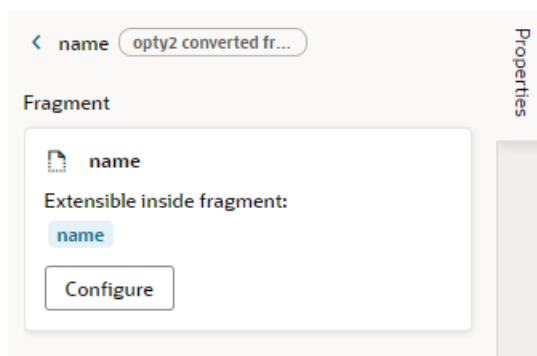 name opty2 converted fr...
Properties
Fragment
name
Extensible inside fragment:
name
Configure